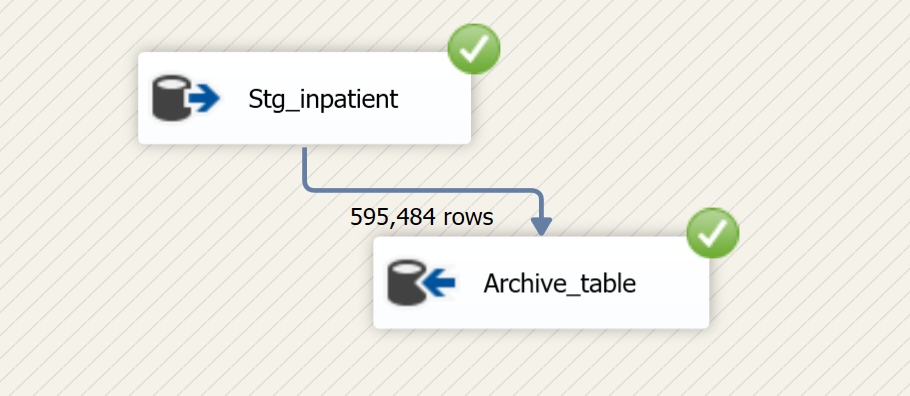 Stg_inpatient
595,484 rows
Archive_table